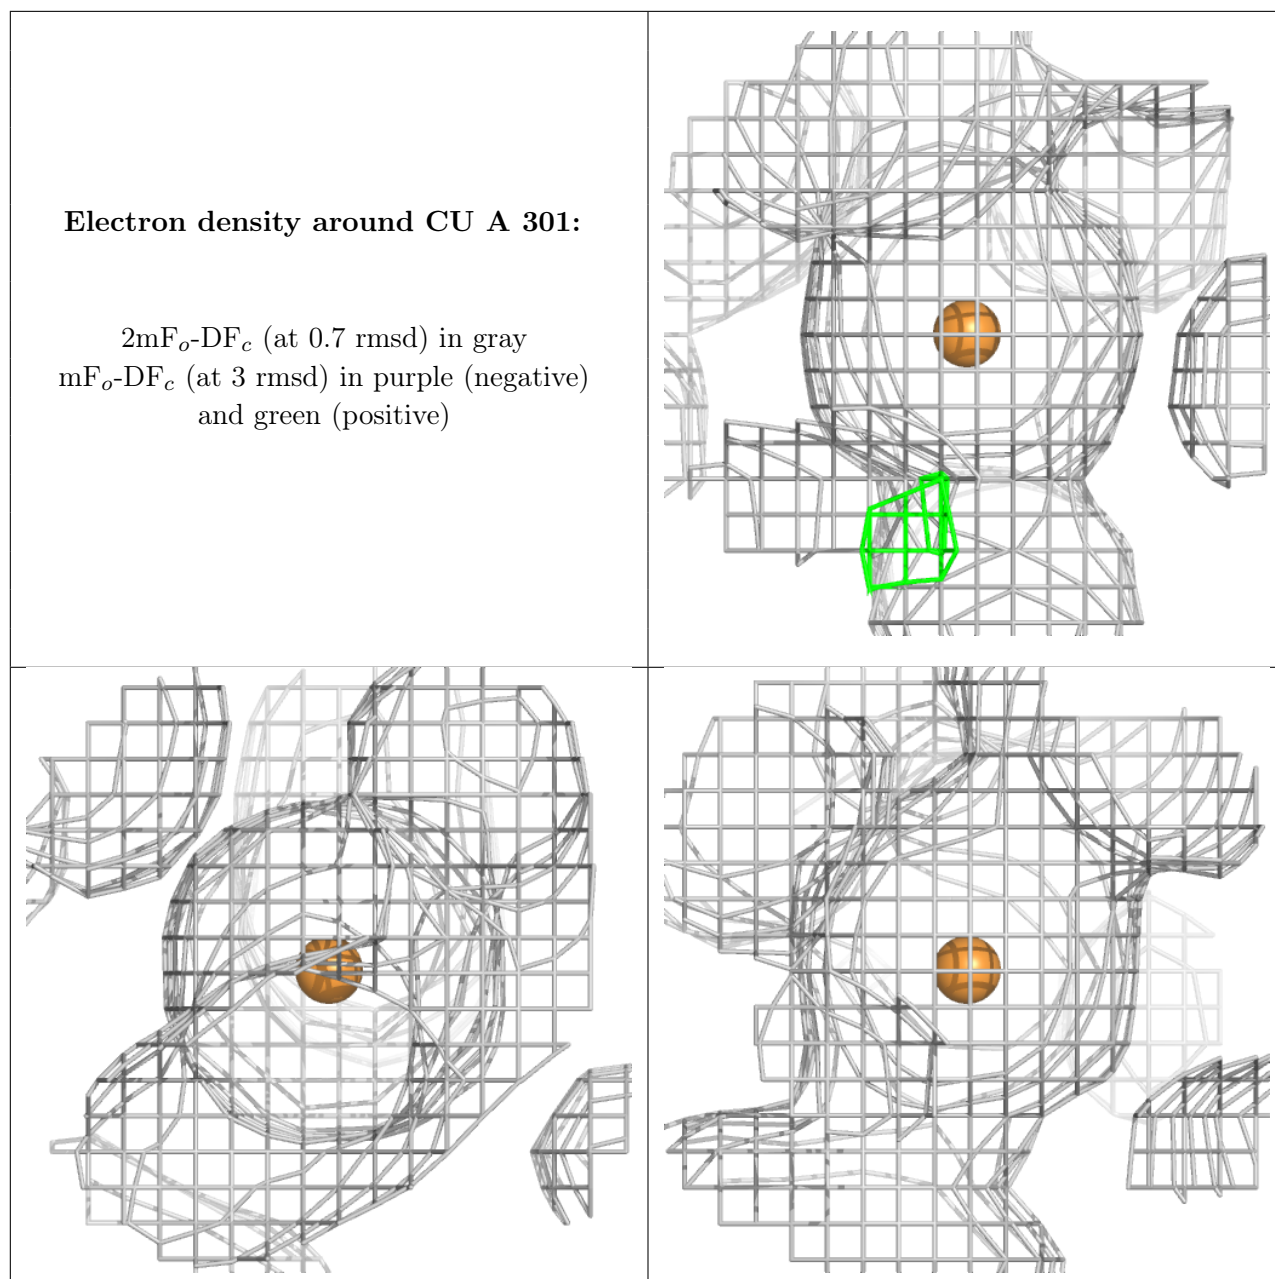 Electron density around CU A 301:
2mFₒ-DF𝒸 (at 0.7 rmsd) in gray
mFₒ-DF𝒸 (at 3 rmsd) in purple (negative)
and green (positive)